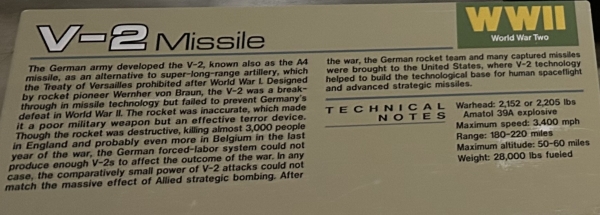 V-2 Missile
WWII
World War Two
The German army developed the V-2, known also as the A4
missile, as an alternative to super-long-range artillery, which
the Treaty of Versailles prohibited after World War I. Designed
by rocket pioneer Wernher von Braun, the V-2 was a break-
through in missile technology but failed to prevent Germany's
defeat in World War II. The rocket was inaccurate, which made
it a poor military weapon but an effective terror device.
Though the rocket was destructive, killing almost 3,000 people
in England and probably even more in Belgium in the last
year of the war, the German forced-labor system could not
produce enough V-2s to affect the outcome of the war. In any
case, the comparatively small power of V-2 attacks could not
match the massive effect of Allied strategic bombing. After
the war, the German rocket team and many captured missiles
were brought to the United States, where V-2 technology
helped to build the technological base for human spaceflight
and advanced strategic missiles.
TECHNICAL
NOTES
Warhead: 2,152 or 2,205 lbs
Amatol 39A explosive
Maximum speed: 3,400 mph
Range: 180-220 miles
Maximum altitude: 50-60 miles
Weight: 28,000 lbs fueled